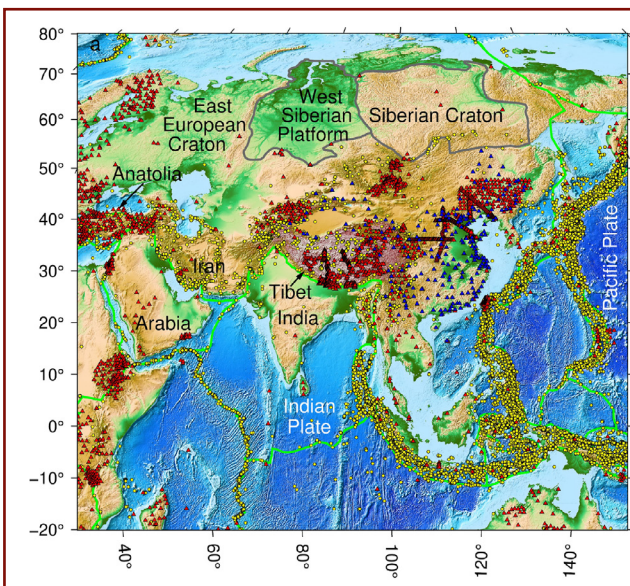 a
80°
70°
60°
50°
40°
30°
20°
10°
0°
−10°
−20°
East
European
Craton
West
Siberian
Platform
Siberian Craton
Anatolia
Iran
Tibet
India
Arabia
Indian
Plate
Pacific Plate
40°
60°
80°
100°
120°
140°